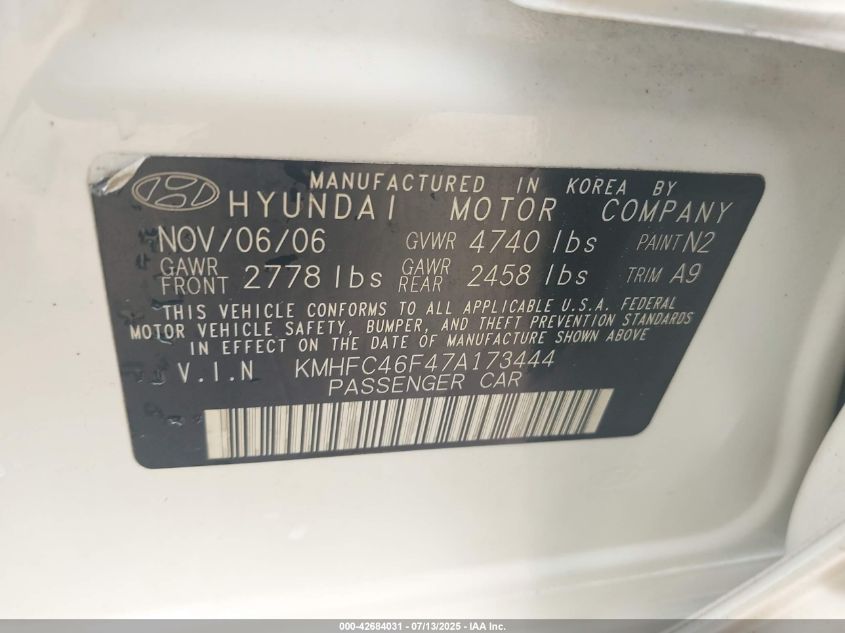 MANUFACTURED IN KOREA BY
HYUNDAI MOTOR COMPANY
NOV/06/06 GVWR 4740 lbs PAINT N2
GAWR FRONT 2778 lbs GAWR REAR 2458 lbs TRIM A9
THIS VEHICLE CONFORMS TO ALL APPLICABLE U.S.A. FEDERAL
MOTOR VEHICLE SAFETY, BUMPER, AND THEFT PREVENTION STANDARDS
IN EFFECT ON THE DATE OF MANUFACTURE SHOWN ABOVE
V.I.N KMHFC46F47A173444
PASSENGER CAR
000-42684031 - 07/13/2025 - IAA Inc.